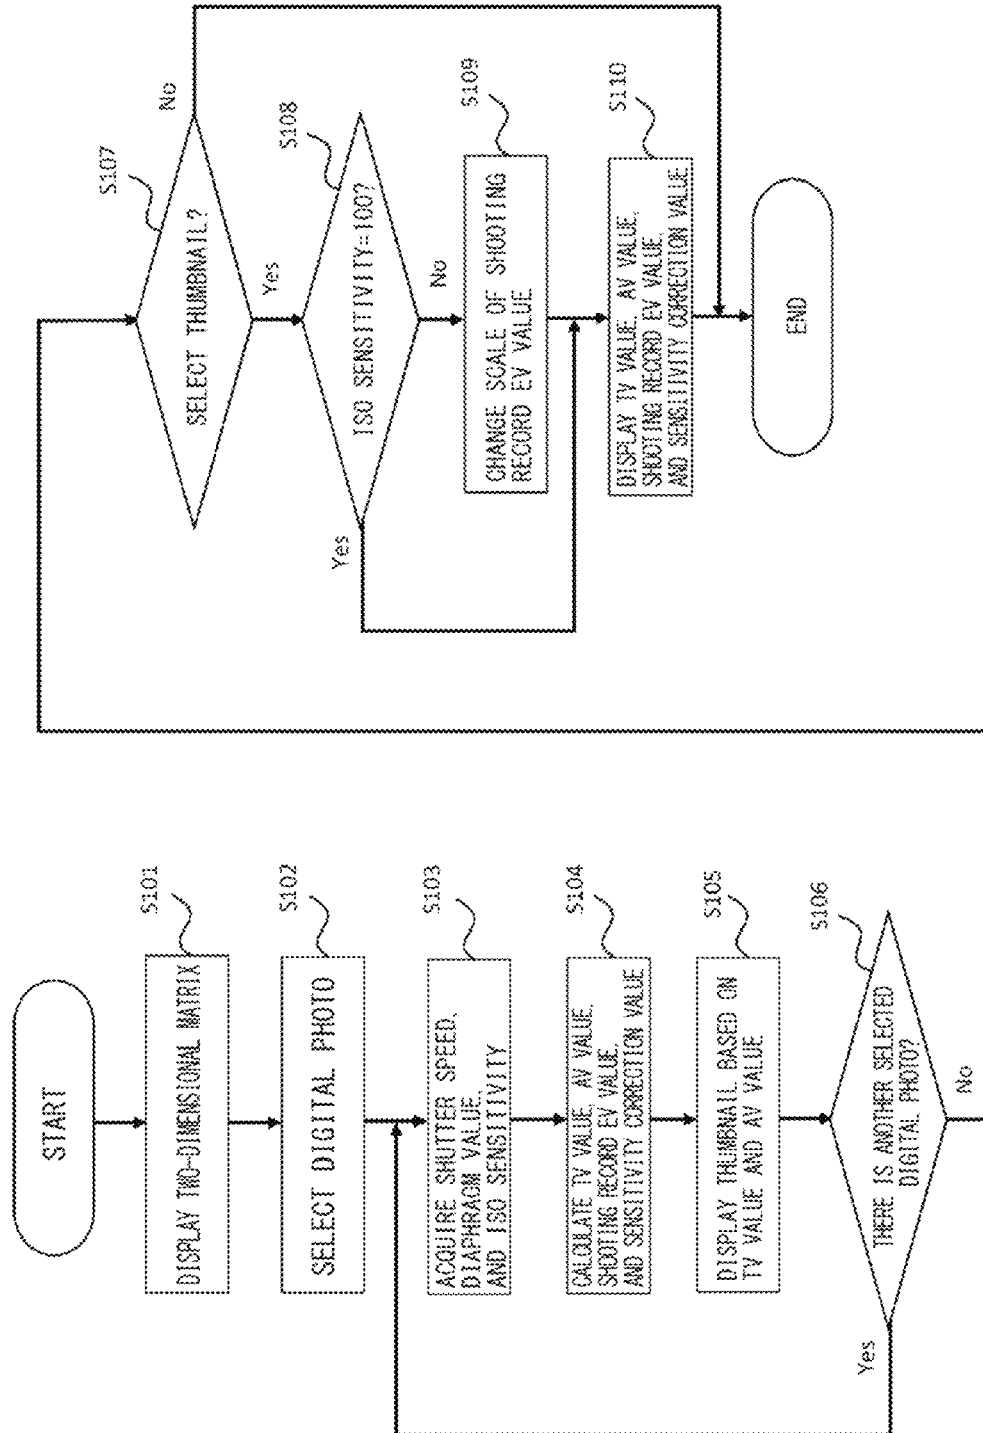 START
DISPLAY TWO-DIMENSIONAL MATRIX
S101
SELECT DIGITAL PHOTO
S102
ACQUIRE SHUTTER SPEED,
DIAPHRAGM VALUE,
AND ISO SENSITIVITY
S103
CALCULATE TV VALUE, AV VALUE,
SHOOTING RECORD EV VALUE,
AND SENSITIVITY CORRECTION VALUE
S104
DISPLAY THUMBNAIL BASED ON
TV VALUE AND AV VALUE
S105
THERE IS ANOTHER SELECTED
DIGITAL PHOTO?
S106
Yes
No
SELECT THUMBNAIL?
S107
No
Yes
ISO SENSITIVITY=100?
S108
Yes
No
CHANGE SCALE OF SHOOTING
RECORD EV VALUE
S109
DISPLAY TV VALUE, AV VALUE,
SHOOTING RECORD EV VALUE,
AND SENSITIVITY CORRECTION VALUE
S110
END